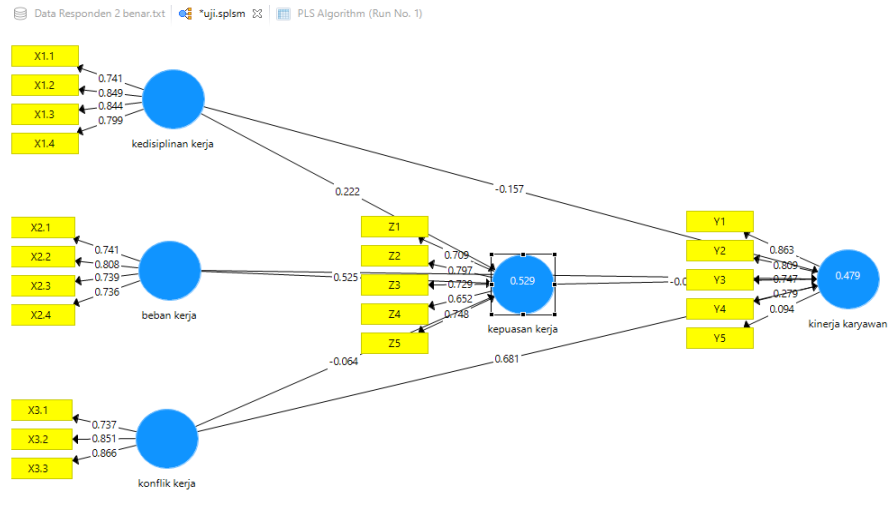 Data Responden 2 benar.txt
*uji.splsm
PLS Algorithm (Run No. 1)
X1.1
X1.2
X1.3
X1.4
0.741
0.849
0.844
0.799
kedisiplinan kerja
0.222
-0.157
X2.1
X2.2
X2.3
X2.4
0.741
0.808
0.739
0.736
beban kerja
0.525
Z1
Z2
Z3
Z4
Z5
0.709
0.797
0.729
0.652
0.748
0.529
kepuasan kerja
Y1
Y2
Y3
Y4
Y5
0.863
0.809
0.747
0.279
0.094
0.479
kinerja karyawan
-0.064
0.681
X3.1
X3.2
X3.3
0.737
0.851
0.866
konflik kerja